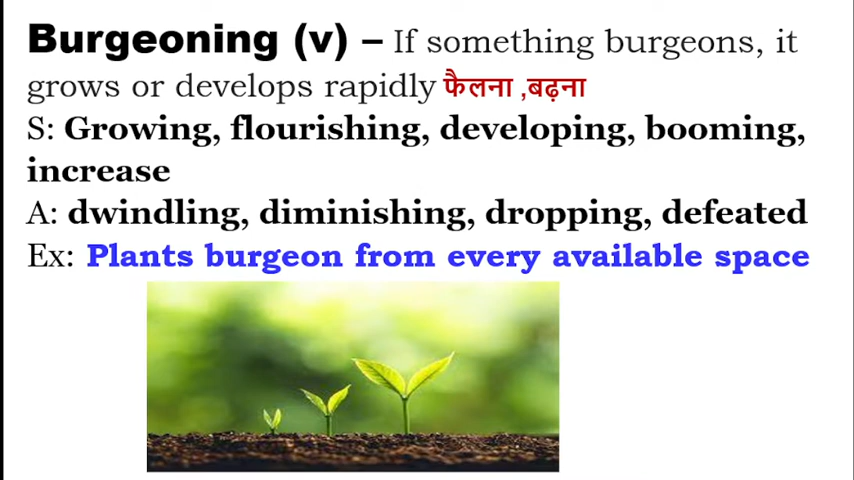 Burgeoning (v) – If something burgeons, it
grows or develops rapidly फैलना ,बढ़ना
S: Growing, flourishing, developing, booming,
increase
A: dwindling, diminishing, dropping, defeated
Ex: Plants burgeon from every available space